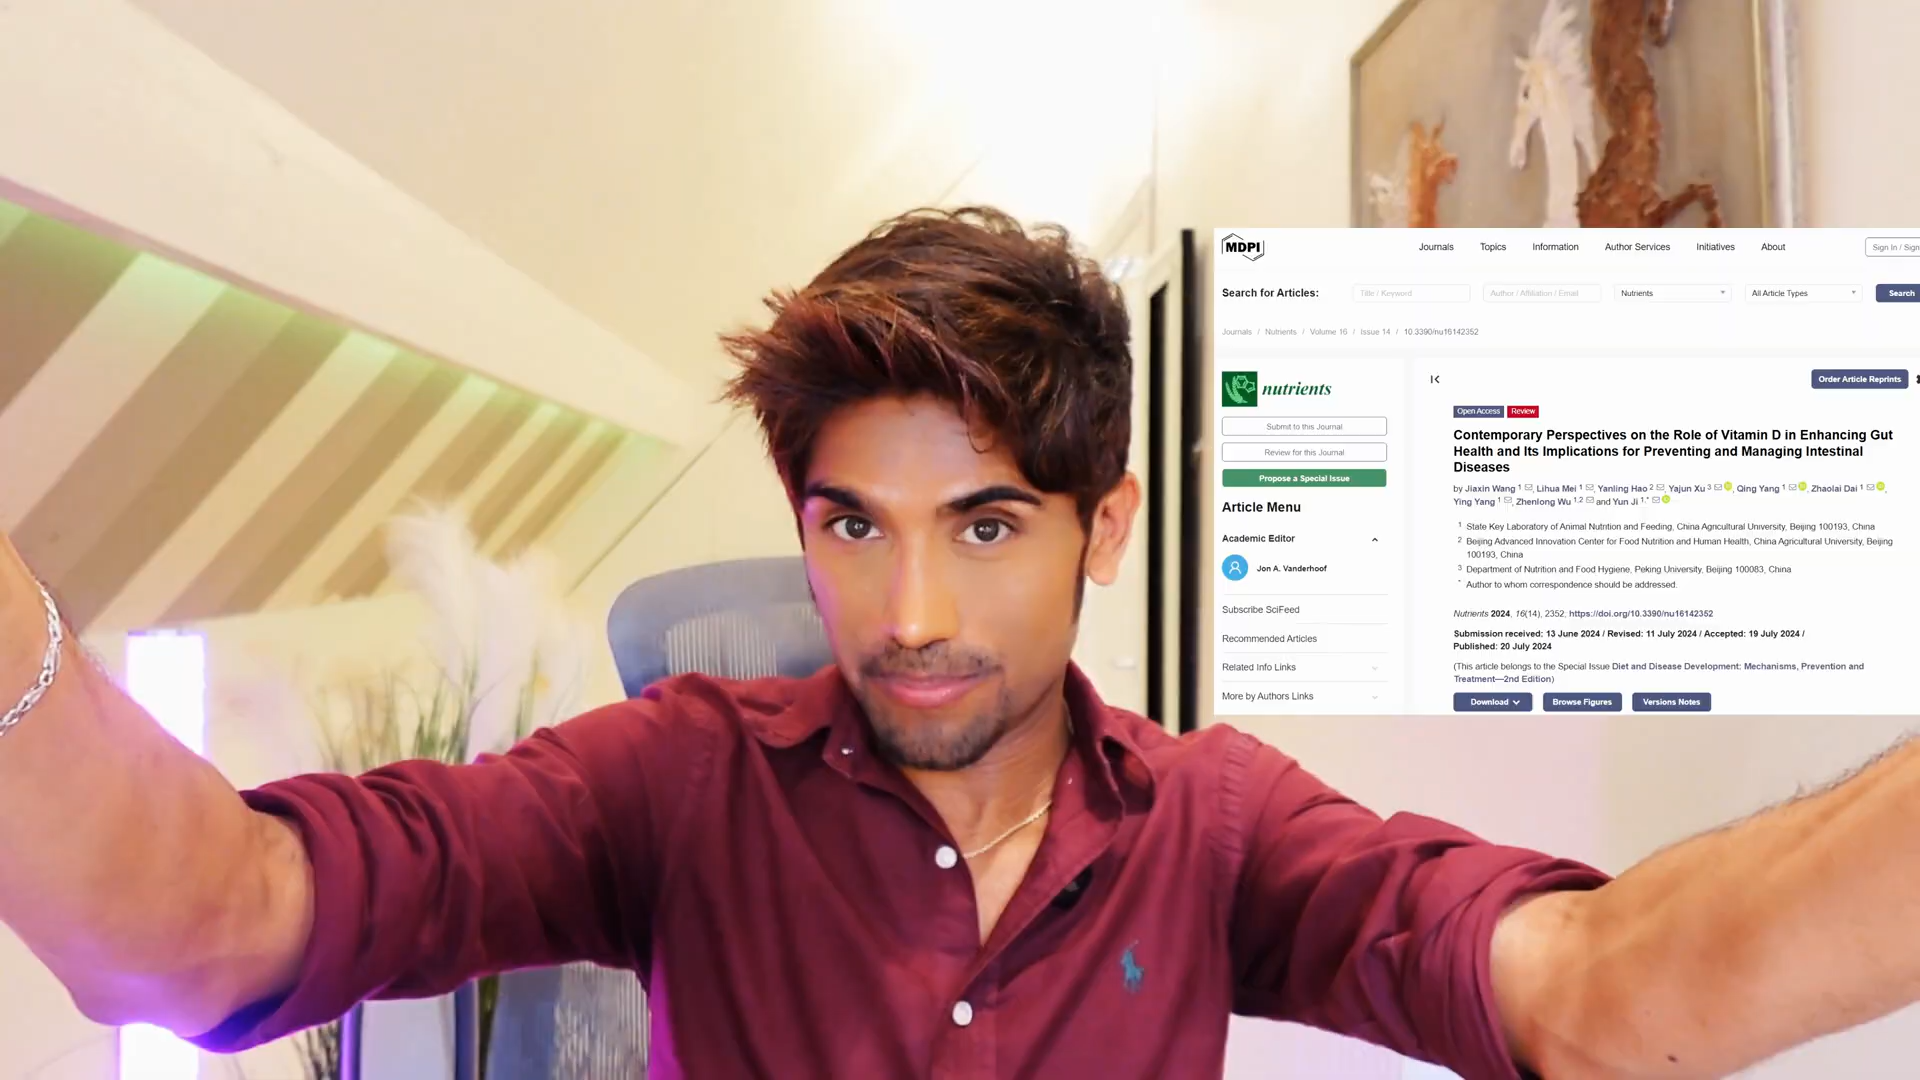 MDPI
Journals Topics Information Author Services Initiatives About Sign In / Sign
Search for Articles: Title / Keyword Author / Affiliation / Email Nutrients All Article Types Search
Journals / Nutrients / Volume 16 / Issue 14 / 10.3390/nu16142352
nutrients
Submit to this Journal
Review for this Journal
Propose a Special Issue
Article Menu
Academic Editor
Jon A. Vanderhoof
Subscribe SciFeed
Recommended Articles
Related Info Links
More by Authors Links
Order Article Reprints
Open Access Review
Contemporary Perspectives on the Role of Vitamin D in Enhancing Gut
Health and Its Implications for Preventing and Managing Intestinal
Diseases
by Jiaxin Wang 1, Lihua Mei 1, Yanling Hao 2, Yajun Xu 3, Qing Yang 1, Zhaolai Dai 1,
Ying Yang 1, Zhenlong Wu 1,2 and Yun Ji 1,*
1 State Key Laboratory of Animal Nutrition and Feeding, China Agricultural University, Beijing 100193, China
2 Beijing Advanced Innovation Center for Food Nutrition and Human Health, China Agricultural University, Beijing
100193, China
3 Department of Nutrition and Food Hygiene, Peking University, Beijing 100083, China
* Author to whom correspondence should be addressed.
Nutrients 2024, 16(14), 2352; https://doi.org/10.3390/nu16142352
Submission received: 13 June 2024 / Revised: 11 July 2024 / Accepted: 19 July 2024 /
Published: 20 July 2024
(This article belongs to the Special Issue Diet and Disease Development: Mechanisms, Prevention and
Treatment—2nd Edition)
Download Browse Figures Versions Notes